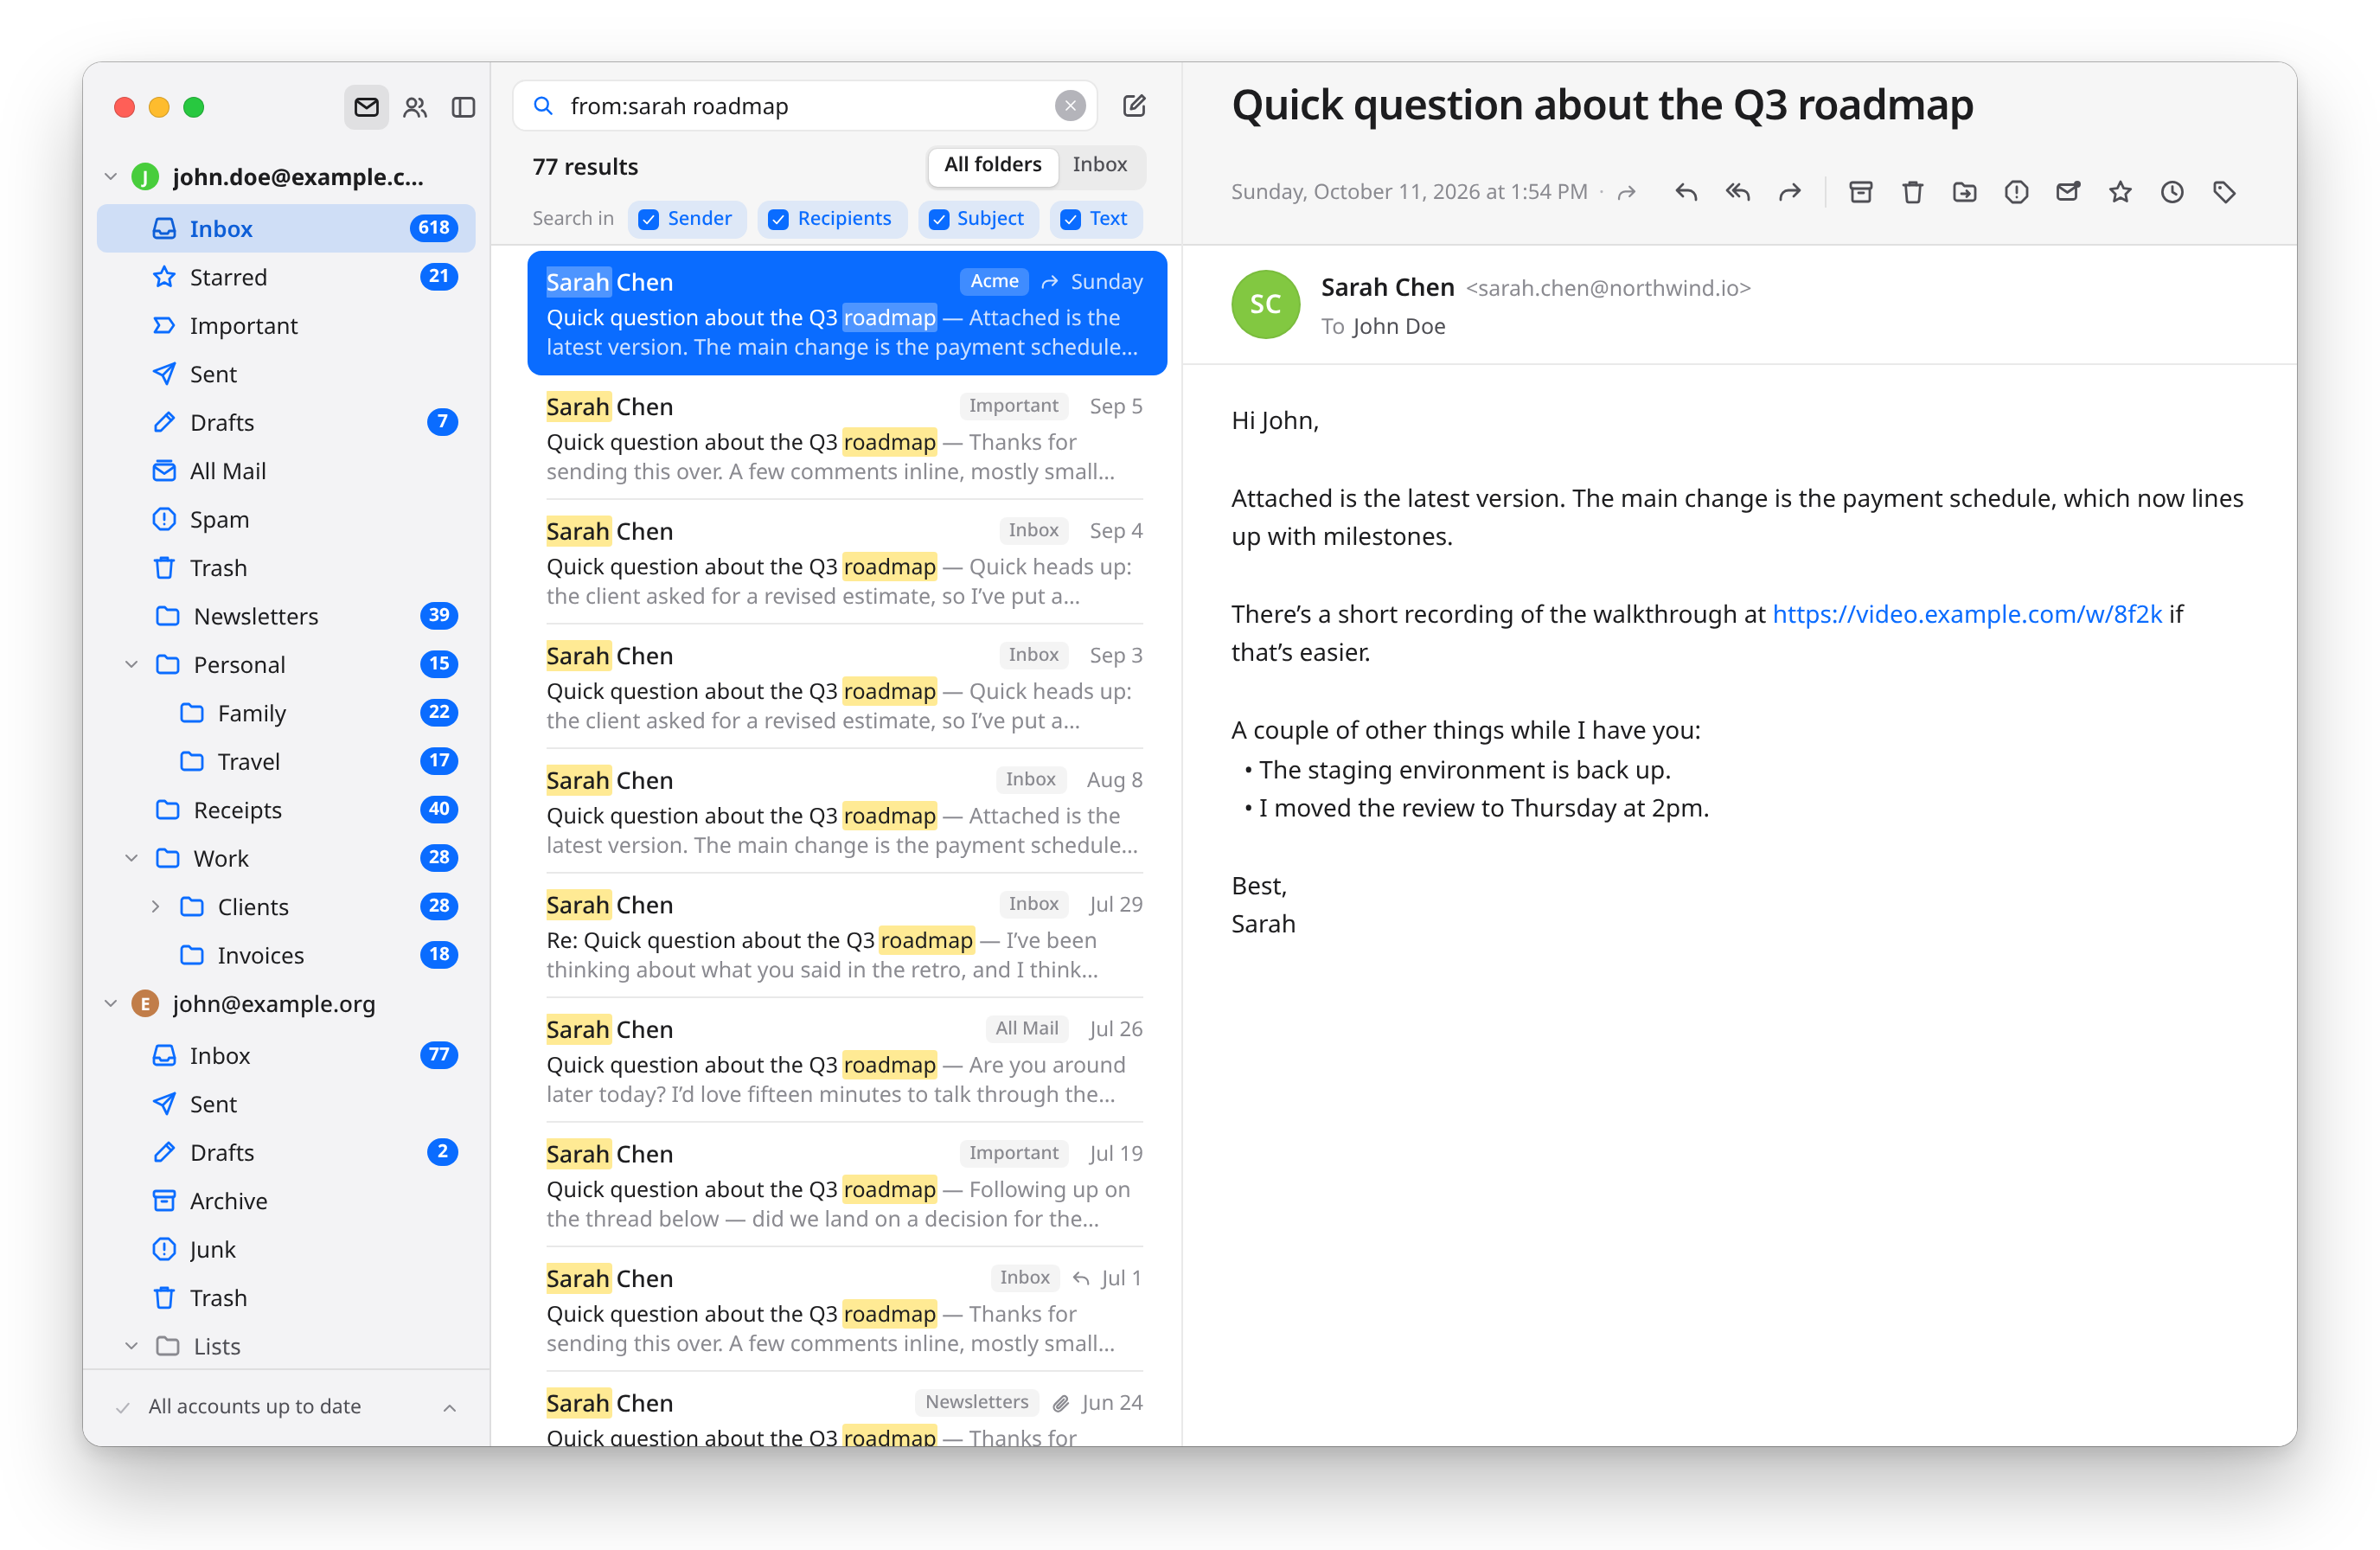 J john.doe@example.c…
Inbox 618
Starred 21
Important
Sent
Drafts 7
All Mail
Spam
Trash
Newsletters 39
Personal 15
Family 22
Travel 17
Receipts 40
Work 28
Clients 28
Invoices 18
E john@example.org
Inbox 77
Sent
Drafts 2
Archive
Junk
Trash
Lists
All accounts up to date
from:sarah roadmap
77 results All folders Inbox
Search in Sender Recipients Subject Text
Sarah Chen Acme Sunday
Quick question about the Q3 roadmap — Attached is the
latest version. The main change is the payment schedule…
Sarah Chen Important Sep 5
Quick question about the Q3 roadmap — Thanks for
sending this over. A few comments inline, mostly small…
Sarah Chen Inbox Sep 4
Quick question about the Q3 roadmap — Quick heads up:
the client asked for a revised estimate, so I’ve put a…
Sarah Chen Inbox Sep 3
Quick question about the Q3 roadmap — Quick heads up:
the client asked for a revised estimate, so I’ve put a…
Sarah Chen Inbox Aug 8
Quick question about the Q3 roadmap — Attached is the
latest version. The main change is the payment schedule…
Sarah Chen Inbox Jul 29
Re: Quick question about the Q3 roadmap — I’ve been
thinking about what you said in the retro, and I think…
Sarah Chen All Mail Jul 26
Quick question about the Q3 roadmap — Are you around
later today? I’d love fifteen minutes to talk through the…
Sarah Chen Important Jul 19
Quick question about the Q3 roadmap — Following up on
the thread below — did we land on a decision for the…
Sarah Chen Inbox Jul 1
Quick question about the Q3 roadmap — Thanks for
sending this over. A few comments inline, mostly small…
Sarah Chen Newsletters Jun 24
Quick question about the Q3 roadmap — Thanks for
Quick question about the Q3 roadmap
Sunday, October 11, 2026 at 1:54 PM ·
SC
Sarah Chen <sarah.chen@northwind.io>
To John Doe
Hi John,
Attached is the latest version. The main change is the payment schedule, which now lines
up with milestones.
There’s a short recording of the walkthrough at https://video.example.com/w/8f2k if
that’s easier.
A couple of other things while I have you:
• The staging environment is back up.
• I moved the review to Thursday at 2pm.
Best,
Sarah